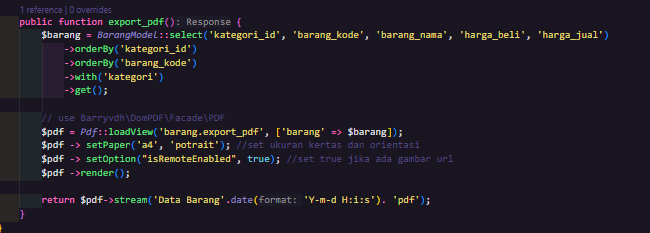 1 reference | 0 overrides
public function export_pdf(): Response {
$barang = BarangModel::select('kategori_id', 'barang_kode', 'barang_nama', 'harga_beli', 'harga_jual')
->orderBy('kategori_id')
->orderBy('barang_kode')
->with('kategori')
->get();
// use Barryvdh\DomPDF\Facade\PDF
$pdf = Pdf::loadView('barang.export_pdf', ['barang' => $barang]);
$pdf -> setPaper('a4', 'potrait'); //set ukuran kertas dan orientasi
$pdf -> setOption("isRemoteEnabled", true); //set true jika ada gambar url
$pdf ->render();
return $pdf->stream('Data Barang'.date(format: 'Y-m-d H:i:s'). 'pdf');
}
}